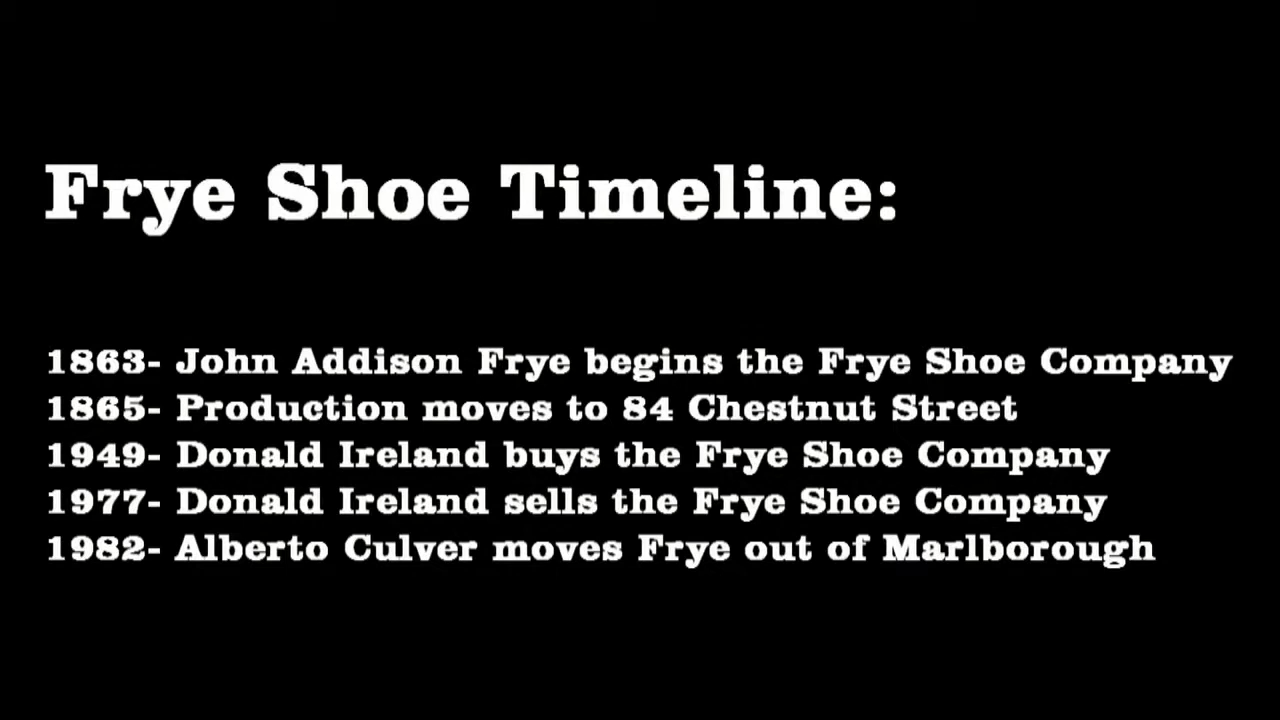 Frye Shoe Timeline:
1863- John Addison Frye begins the Frye Shoe Company
1865- Production moves to 84 Chestnut Street
1949- Donald Ireland buys the Frye Shoe Company
1977- Donald Ireland sells the Frye Shoe Company
1982- Alberto Culver moves Frye out of Marlborough